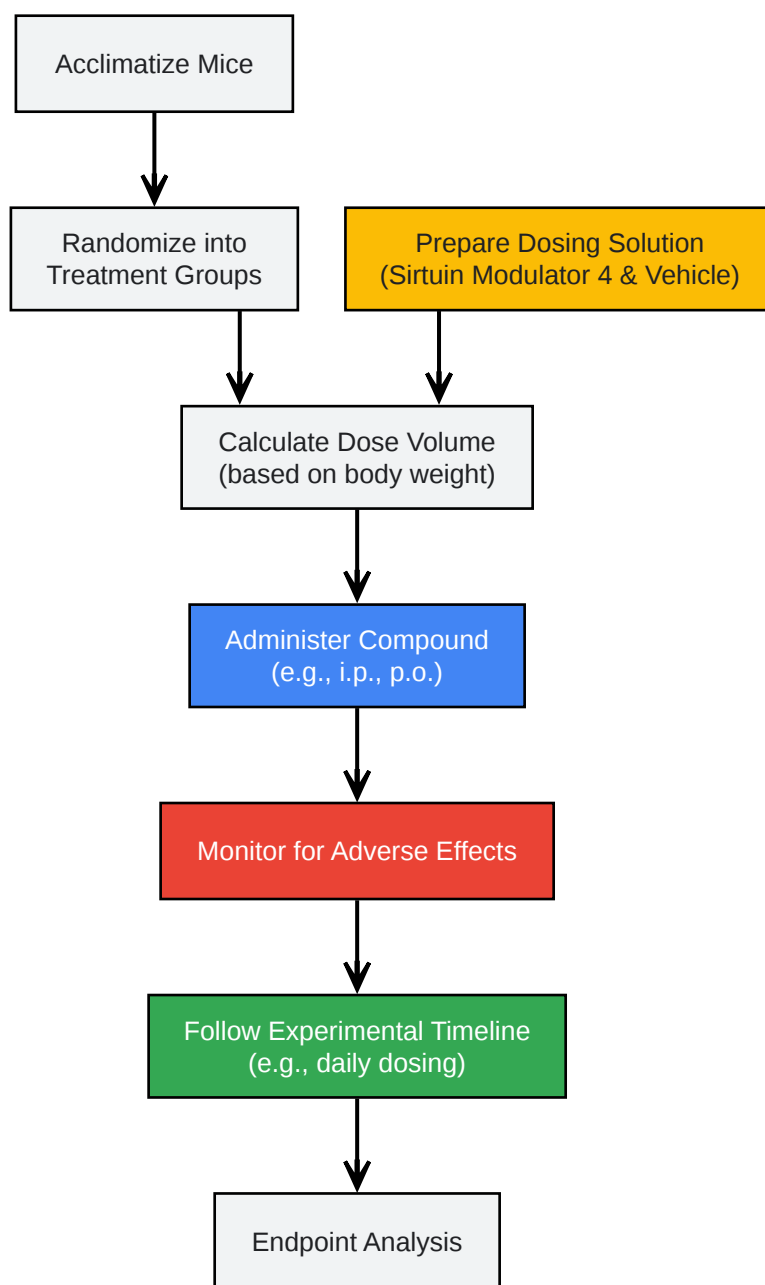 Acclimatize Mice
Randomize into
Treatment Groups
Prepare Dosing Solution
(Sirtuin Modulator 4 & Vehicle)
Calculate Dose Volume
(based on body weight)
Administer Compound
(e.g., i.p., p.o.)
Monitor for Adverse Effects
Follow Experimental Timeline
(e.g., daily dosing)
Endpoint Analysis